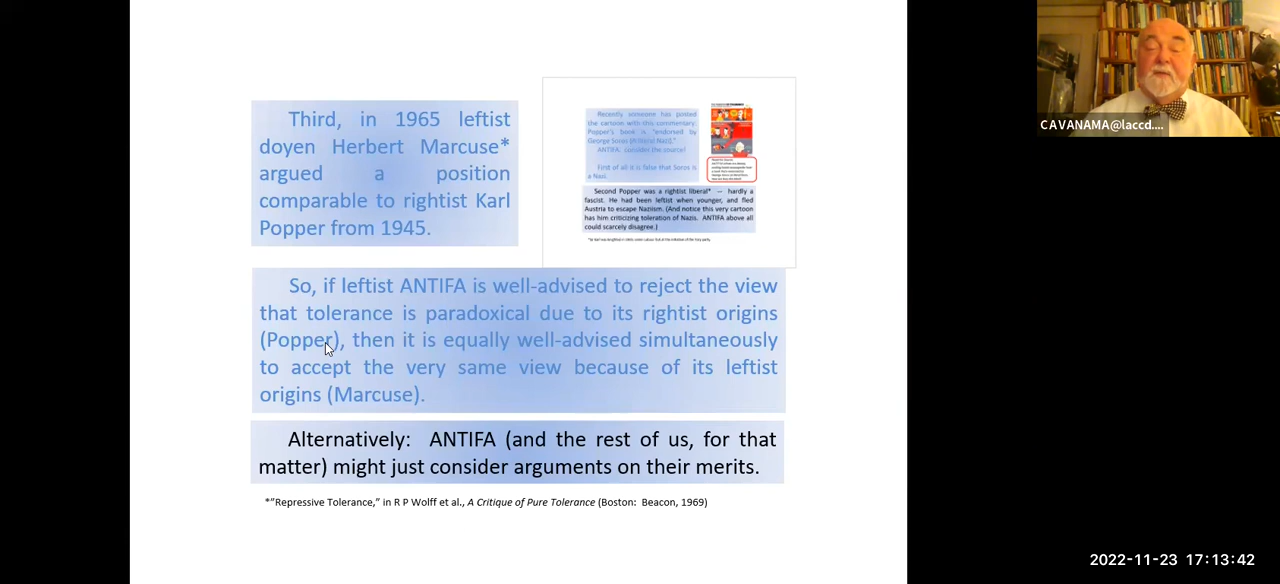 Third, in 1965 leftist
doyen Herbert Marcuse*
argued a position
comparable to rightist Karl
Popper from 1945.
Recently someone has
the cartoon with this commentary:
Popper's book is "endorsed by
George Soros
ANTIFA: consider the source!
First of all it is false that Soros is
a Nazi.
Second Popper was a rightist liberal* — hardly a
fascist. He had been leftist when younger, and fled
Austria to escape Naziism. (And notice this very cartoon
has him criticizing toleration of Nazis. ANTIFA above all
could scarcely disagree.)
So, if leftist ANTIFA is well-advised to reject the view
that tolerance is paradoxical due to its rightist origins
(Popper), then it is equally well-advised simultaneously
to accept the very same view because of its leftist
origins (Marcuse).
Alternatively: ANTIFA (and the rest of us, for that
matter) might just consider arguments on their merits.
*"Repressive Tolerance," in R P Wolff et al., A Critique of Pure Tolerance (Boston: Beacon, 1969)
CAVANAMA@laccd....
2022-11-23 17:13:42